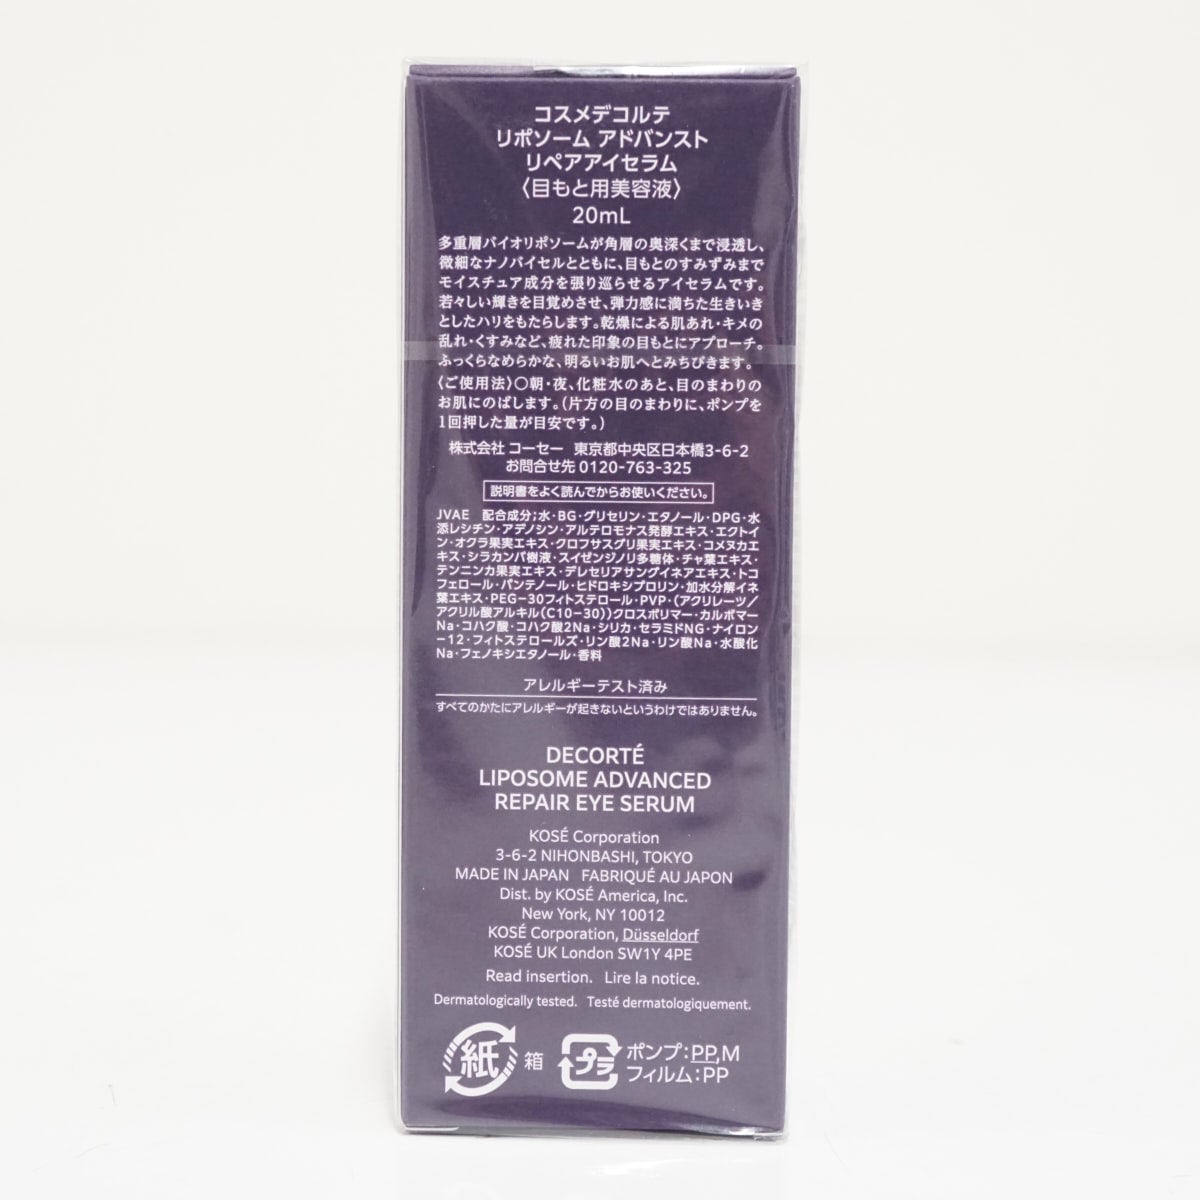 コスメデコルテ
リポソーム アドバンスト
リペアアイセラム
〈目もと用美容液〉
20mL
多重層バイオリポソームが角層の奥深くまで浸透し、
微細なナノバイセルとともに、目もとのすみずみまで
モイスチュア成分を張り巡らせるアイセラムです。
若々しい輝きを目覚めさせ、弾力感に満ちた生きいき
としたハリをもたらします。乾燥による肌あれ・キメの
乱れ・くすみなど、疲れた印象の目もとにアプローチ。
ふっくらなめらかな、明るいお肌へとみちびきます。
〈ご使用法〉○朝・夜、化粧水のあと、目のまわりの
お肌にのばします。(片方の目のまわりに、ポンプを
1回押した量が目安です。)
株式会社 コーセー 東京都中央区日本橋3-6-2
お問合せ先 0120-763-325
説明書をよく読んでからお使いください。
JVAE 配合成分;水・BG・グリセリン・エタノール・DPG・水
添レシチン・アデノシン・アルテロモナス発酵エキス・エクトイ
ン・オクラ果実エキス・クロフサスグリ果実エキス・コメヌカエ
キス・シラカンバ樹液・スイゼンジノリ多糖体・チャ葉エキス・
テンニンカ果実エキス・デレセリアサングイネアエキス・トコ
フェロール・パンテノール・ヒドロキシプロリン・加水分解イネ
葉エキス・PEG-30フィトステロール・PVP・(アクリレーツ/
アクリル酸アルキル(C10-30))クロスポリマー・カルボマー
Na・コハク酸・コハク酸2Na・シリカ・セラミドNG・ナイロン
-12・フィトステロールズ・リン酸2Na・リン酸Na・水酸化
Na・フェノキシエタノール・香料
アレルギーテスト済み
すべてのかたにアレルギーが起きないというわけではありません。
DECORTÉ
LIPOSOME ADVANCED
REPAIR EYE SERUM
KOSÉ Corporation
3-6-2 NIHONBASHI, TOKYO
MADE IN JAPAN FABRIQUÉ AU JAPON
Dist. by KOSÉ America, Inc.
New York, NY 10012
KOSÉ Corporation, Düsseldorf
KOSÉ UK London SW1Y 4PE
Read insertion. Lire la notice.
Dermatologically tested. Testé dermatologiquement.
紙 箱 プラ ポンプ:PP,M
フィルム:PP